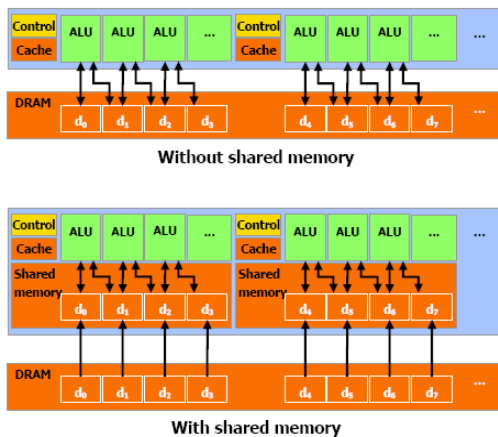 Control ALU ALU ALU ... Control ALU ALU ALU ... ...
Cache Cache
DRAM
d₀ d₁ d₂ d₃ d₄ d₅ d₆ d₇ ...
Without shared memory
Control ALU ALU ALU ... Control ALU ALU ALU ... ...
Cache Cache
Shared memory Shared memory
d₀ d₁ d₂ d₃ d₄ d₅ d₆ d₇
DRAM
d₀ d₁ d₂ d₃ d₄ d₅ d₆ d₇ ...
With shared memory